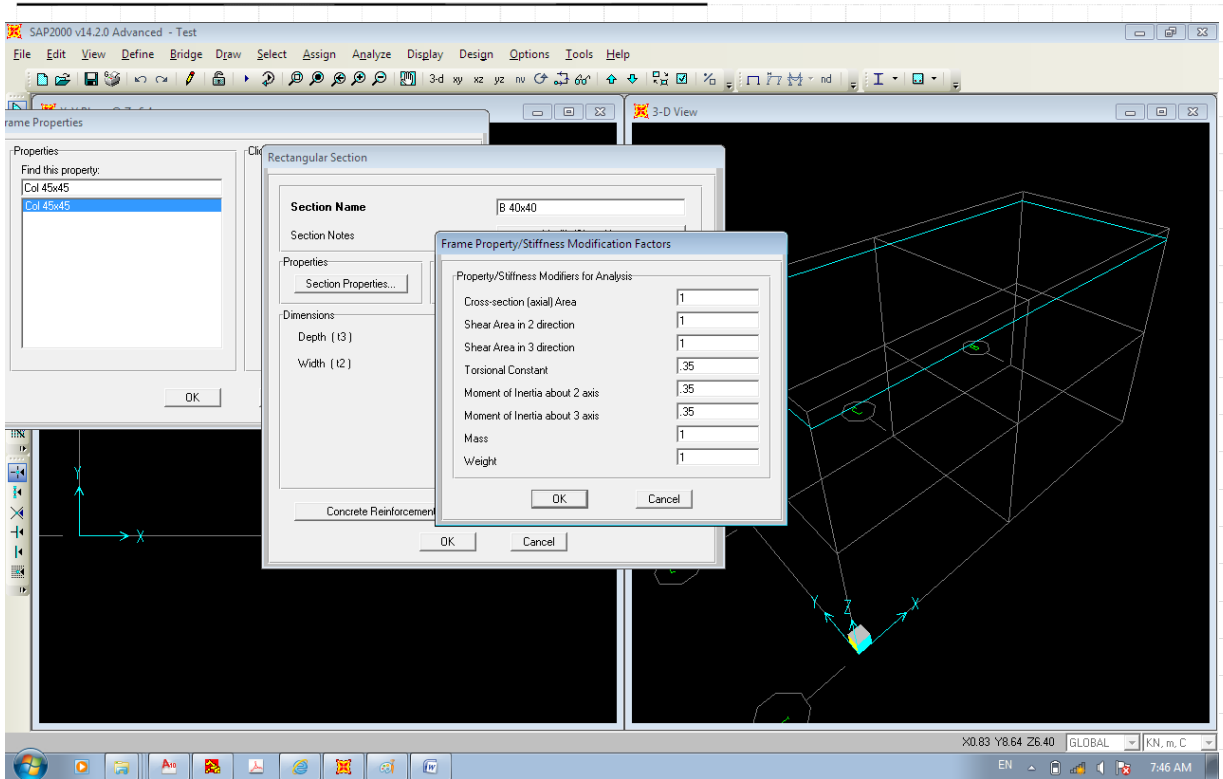 SAP2000 v14.2.0 Advanced - Test
File Edit View Define Bridge Draw Select Assign Analyze Display Design Options Tools Help
3-d xy xz yz nv nd
3-D View
rame Properties
Properties
Find this property:
Col 45x45
Col 45x45
OK
Rectangular Section
Section Name B 40x40
Section Notes
Properties
Section Properties...
Dimensions
Depth ( t3 )
Width ( t2 )
Concrete Reinforcement
OK Cancel
Frame Property/Stiffness Modification Factors
Property/Stiffness Modifiers for Analysis
Cross-section (axial) Area 1
Shear Area in 2 direction 1
Shear Area in 3 direction 1
Torsional Constant .35
Moment of Inertia about 2 axis .35
Moment of Inertia about 3 axis .35
Mass 1
Weight 1
OK Cancel
Y
X
Y Z X
X0.83 Y8.64 Z6.40 GLOBAL KN, m, C
EN 7:46 AM